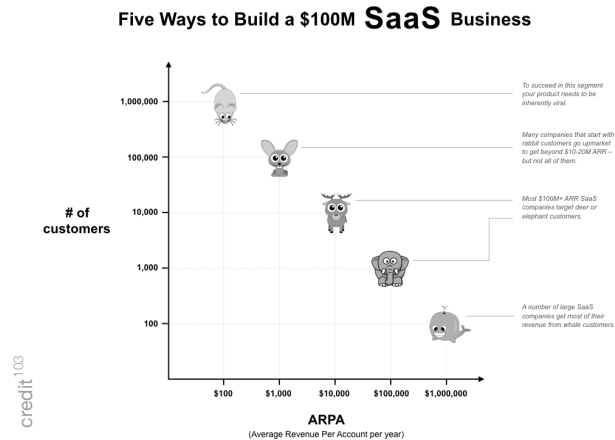 Five Ways to Build a $100M SaaS Business
To succeed in this segment
your product needs to be
inherently viral.
1,000,000
Many companies that start with
rabbit customers go upmarket
to get beyond $10-20M ARR –
but not all of them.
100,000
Most $100M+ ARR SaaS
companies target deer or
elephant customers.
10,000
# of
customers
1,000
A number of large SaaS
companies get most of their
revenue from whale customers.
100
$100 $1,000 $10,000 $100,000 $1,000,000
ARPA
(Average Revenue Per Account per year)
credit103